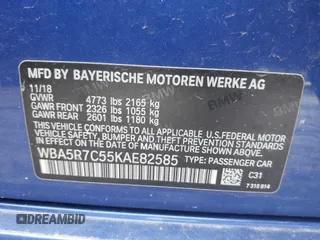 MFD BY BAYERISCHE MOTOREN WERKE AG
11/18
GVWR 4773 lbs 2165 kg
GAWR FRONT 2326 lbs 1055 kg
GAWR REAR 2601 lbs 1180 kg
THIS VEHICLE CONFORMS TO ALL APPLICABLE U.S. FEDERAL MOTOR VEHICLE SAFETY, BUMPER, AND THEFT PREVENTION STANDARDS IN EFFECT ON THE DATE OF MANUFACTURE SHOWN ABOVE.
WBA5R7C55KAE82585
TYPE: PASSENGER CAR
C31
7 318 814
DREAMBID